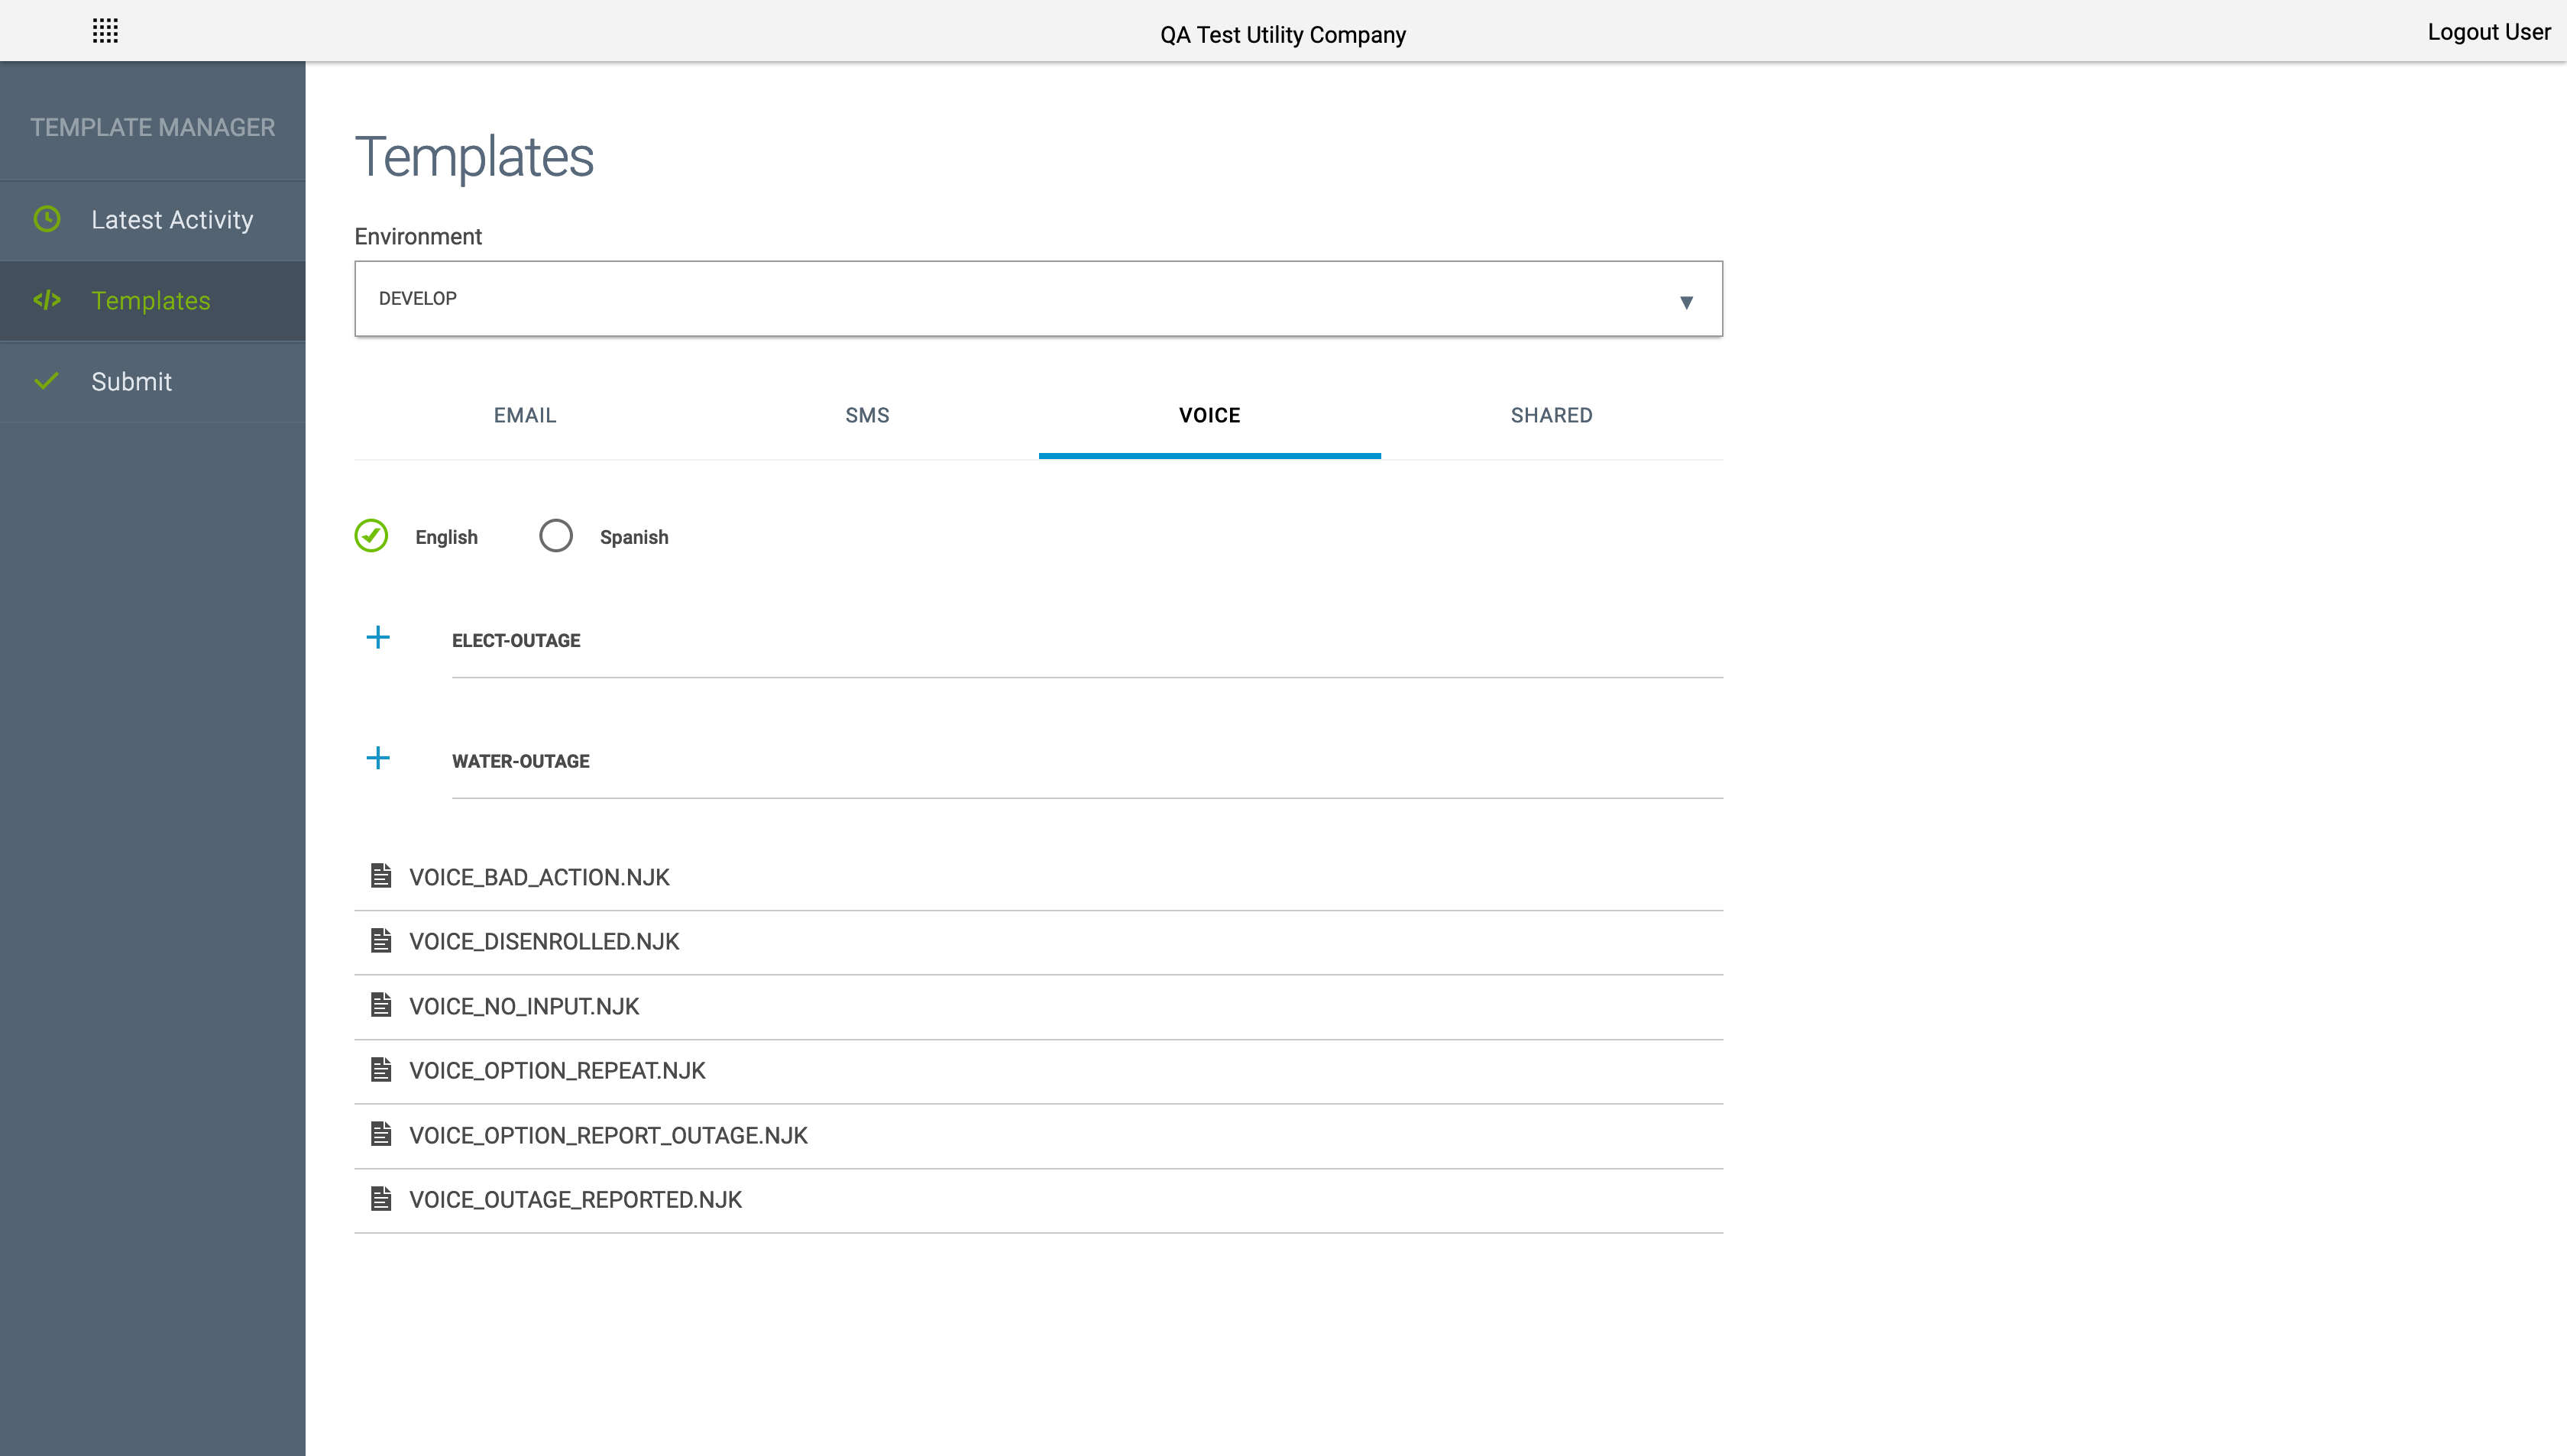 QA Test Utility Company
Logout User
TEMPLATE MANAGER
Latest Activity
Templates
Submit
Templates
Environment
DEVELOP
EMAIL SMS VOICE SHARED
English Spanish
ELECT-OUTAGE
WATER-OUTAGE
VOICE_BAD_ACTION.NJK
VOICE_DISENROLLED.NJK
VOICE_NO_INPUT.NJK
VOICE_OPTION_REPEAT.NJK
VOICE_OPTION_REPORT_OUTAGE.NJK
VOICE_OUTAGE_REPORTED.NJK